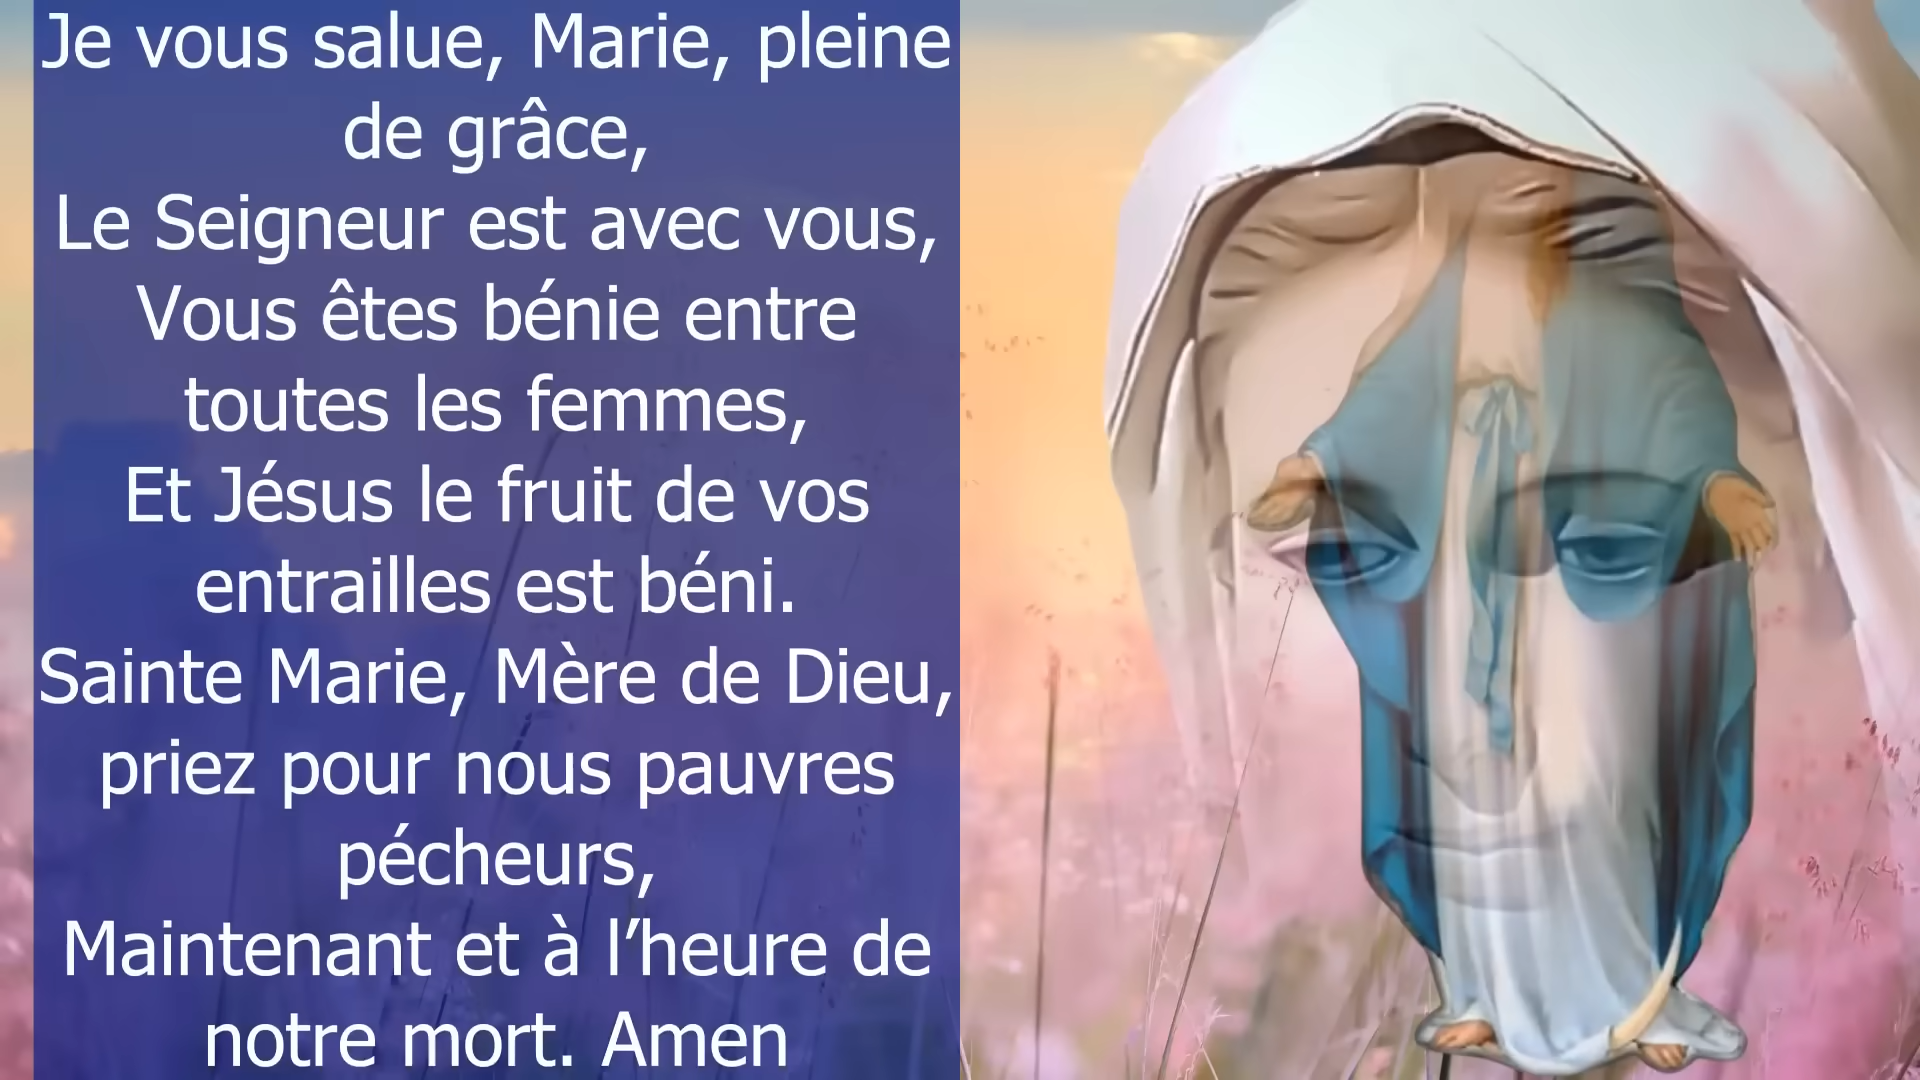 Je vous salue, Marie, pleine
de grâce,
Le Seigneur est avec vous,
Vous êtes bénie entre
toutes les femmes,
Et Jésus le fruit de vos
entrailles est béni.
Sainte Marie, Mère de Dieu,
priez pour nous pauvres
pécheurs,
Maintenant et à l’heure de
notre mort. Amen